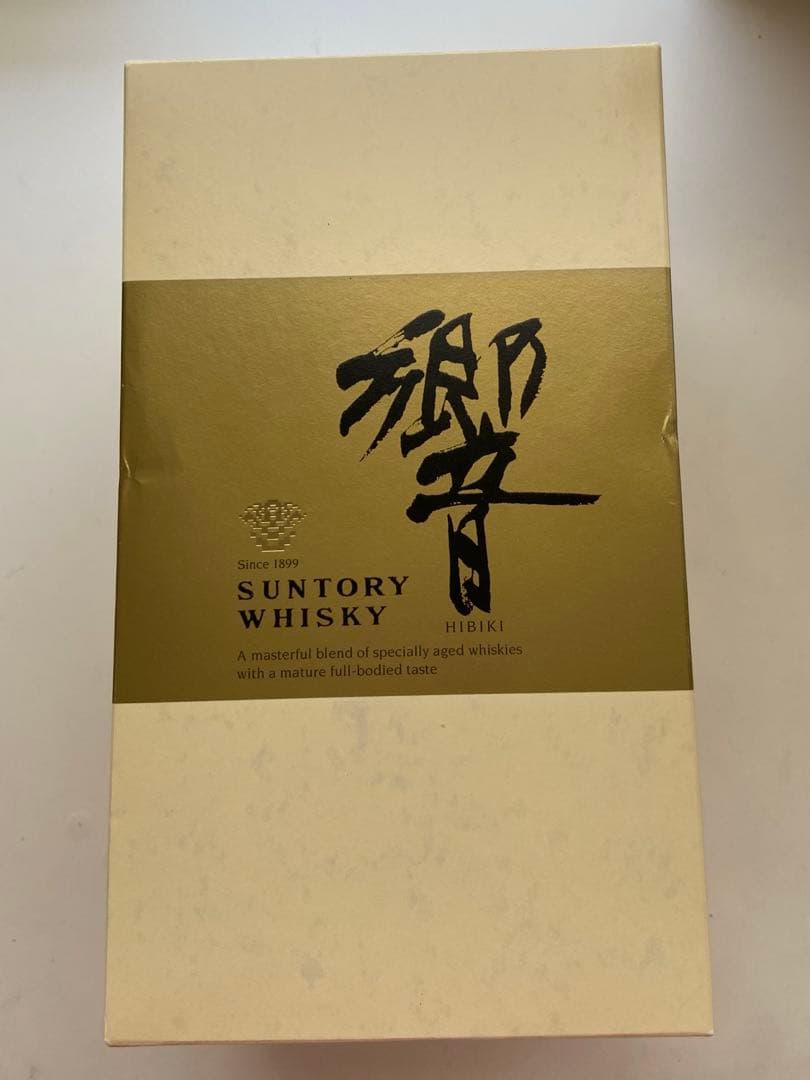 響
Since 1899
SUNTORY
WHISKY
HIBIKI
A masterful blend of specially aged whiskies
with a mature full-bodied taste